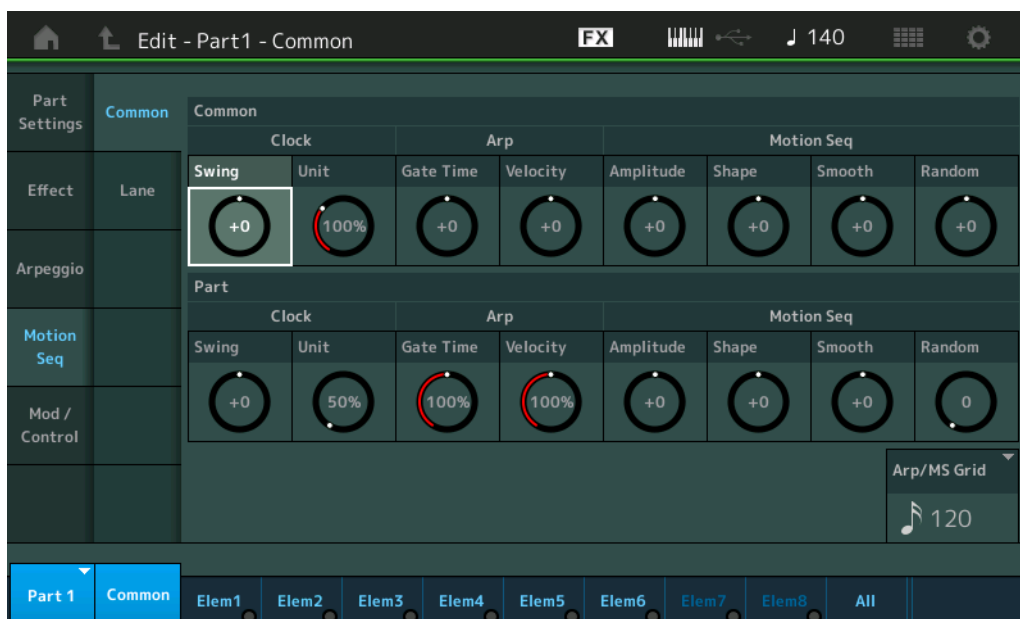 Edit - Part1 - Common
FX
140
Part
Settings
Common
Effect
Lane
Arpeggio
Motion
Seq
Mod /
Control
Common
Clock Arp Motion Seq
Swing Unit Gate Time Velocity Amplitude Shape Smooth Random
+0 100% +0 +0 +0 +0 +0 +0
Part
Clock Arp Motion Seq
Swing Unit Gate Time Velocity Amplitude Shape Smooth Random
+0 50% 100% 100% +0 +0 +0 0
Arp/MS Grid
120
Part 1 Common Elem1 Elem2 Elem3 Elem4 Elem5 Elem6 Elem7 Elem8 All